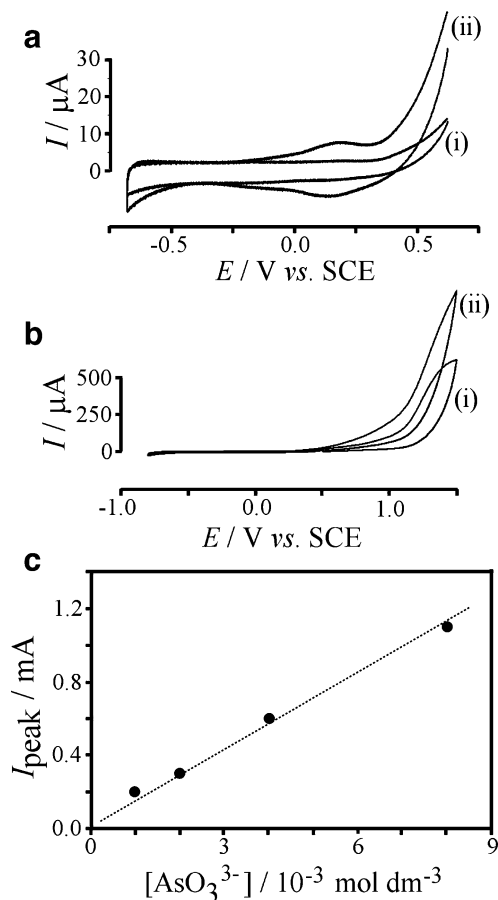 a
(ii)
30
20
10
0
I / µA
(i)
-0.5
0.0
0.5
E / V vs. SCE
b
(ii)
500
250
0
I / µA
(i)
-1.0
0.0
1.0
E / V vs. SCE
c
1.2
0.8
0.4
0.0
Ipeak / mA
0
3
6
9
[AsO3 3-] / 10-3 mol dm-3